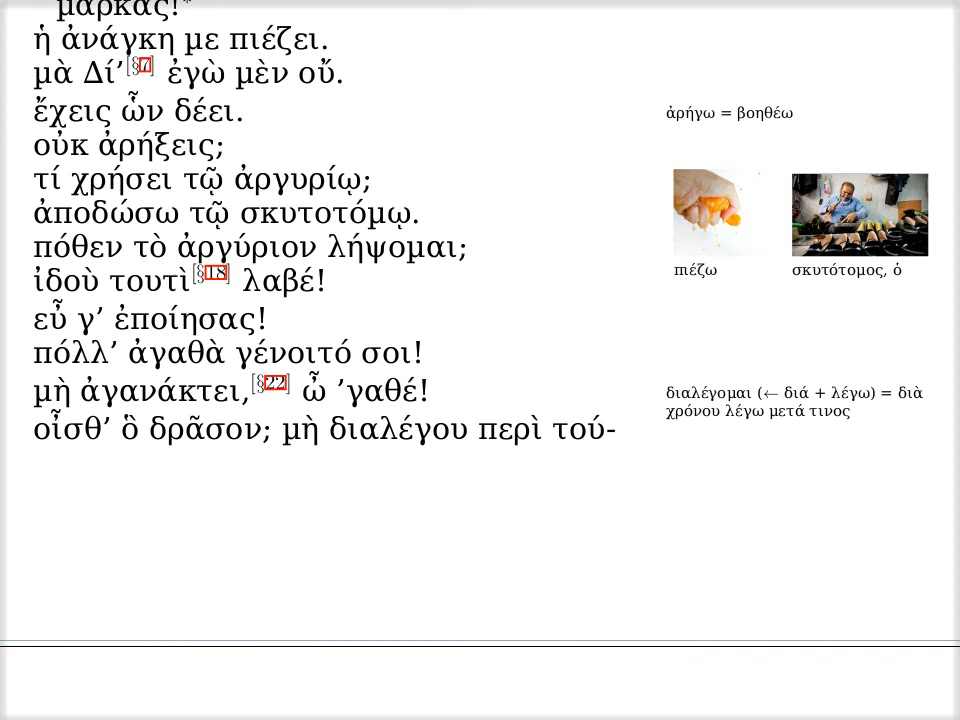 μάρκας!*
ἡ ἀνάγκη με πιέζει.
μὰ Δί’[§7] ἐγὼ μὲν οὔ.
ἔχεις ὧν δέει.
οὐκ ἀρήξεις;
τί χρήσει τῷ ἀργυρίῳ;
ἀποδώσω τῷ σκυτοτόμῳ.
πόθεν τὸ ἀργύριον λήψομαι;
ἰδοὺ τουτὶ[§18] λαβέ!
εὖ γ’ ἐποίησας!
πόλλ’ ἀγαθὰ γένοιτό σοι!
μὴ ἀγανάκτει,[§22] ὦ ’γαθέ!
οἶσθ’ ὃ δρᾶσον; μὴ διαλέγου περὶ τού-
ἀρήγω = βοηθέω
πιέζω
σκυτότομος, ὁ
διαλέγομαι (← διά + λέγω) = διὰ
χρόνου λέγω μετά τινος